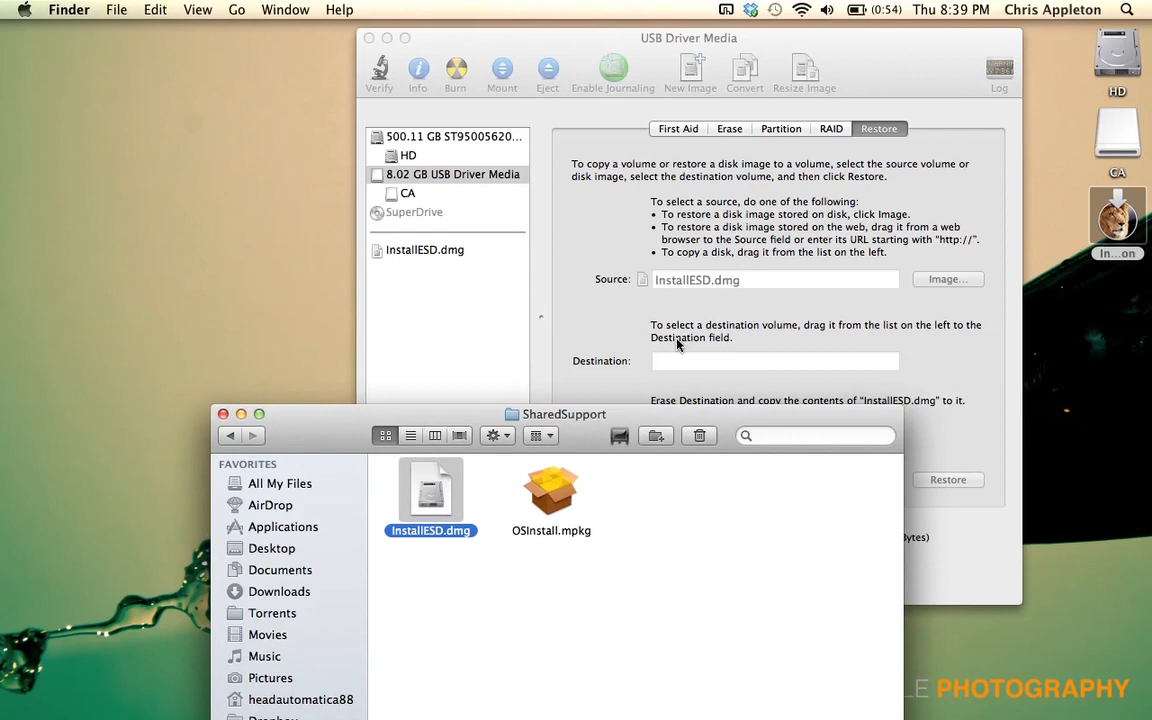 Finder File Edit View Go Window Help (0:54) Thu 8:39 PM Chris Appleton
USB Driver Media
Verify Info Burn Mount Eject Enable Journaling New Image Convert Resize Image Log
HD
CA
In...on
500.11 GB ST95005620...
HD
8.02 GB USB Driver Media
CA
SuperDrive
InstallESD.dmg
First Aid Erase Partition RAID Restore
To copy a volume or restore a disk image to a volume, select the source volume or
disk image, select the destination volume, and then click Restore.
To select a source, do one of the following:
• To restore a disk image stored on disk, click Image.
• To restore a disk image stored on the web, drag it from a web
browser to the Source field or enter its URL starting with "http://".
• To copy a disk, drag it from the list on the left.
Source: InstallESD.dmg Image...
To select a destination volume, drag it from the list on the left to the
Destination field.
Destination:
Erase Destination and copy the contents of "InstallESD.dmg" to it.
Restore
SharedSupport
FAVORITES
All My Files
AirDrop
Applications
Desktop
Documents
Downloads
Torrents
Movies
Music
Pictures
headautomatica88
InstallESD.dmg
OSInstall.mpkg
PHOTOGRAPHY